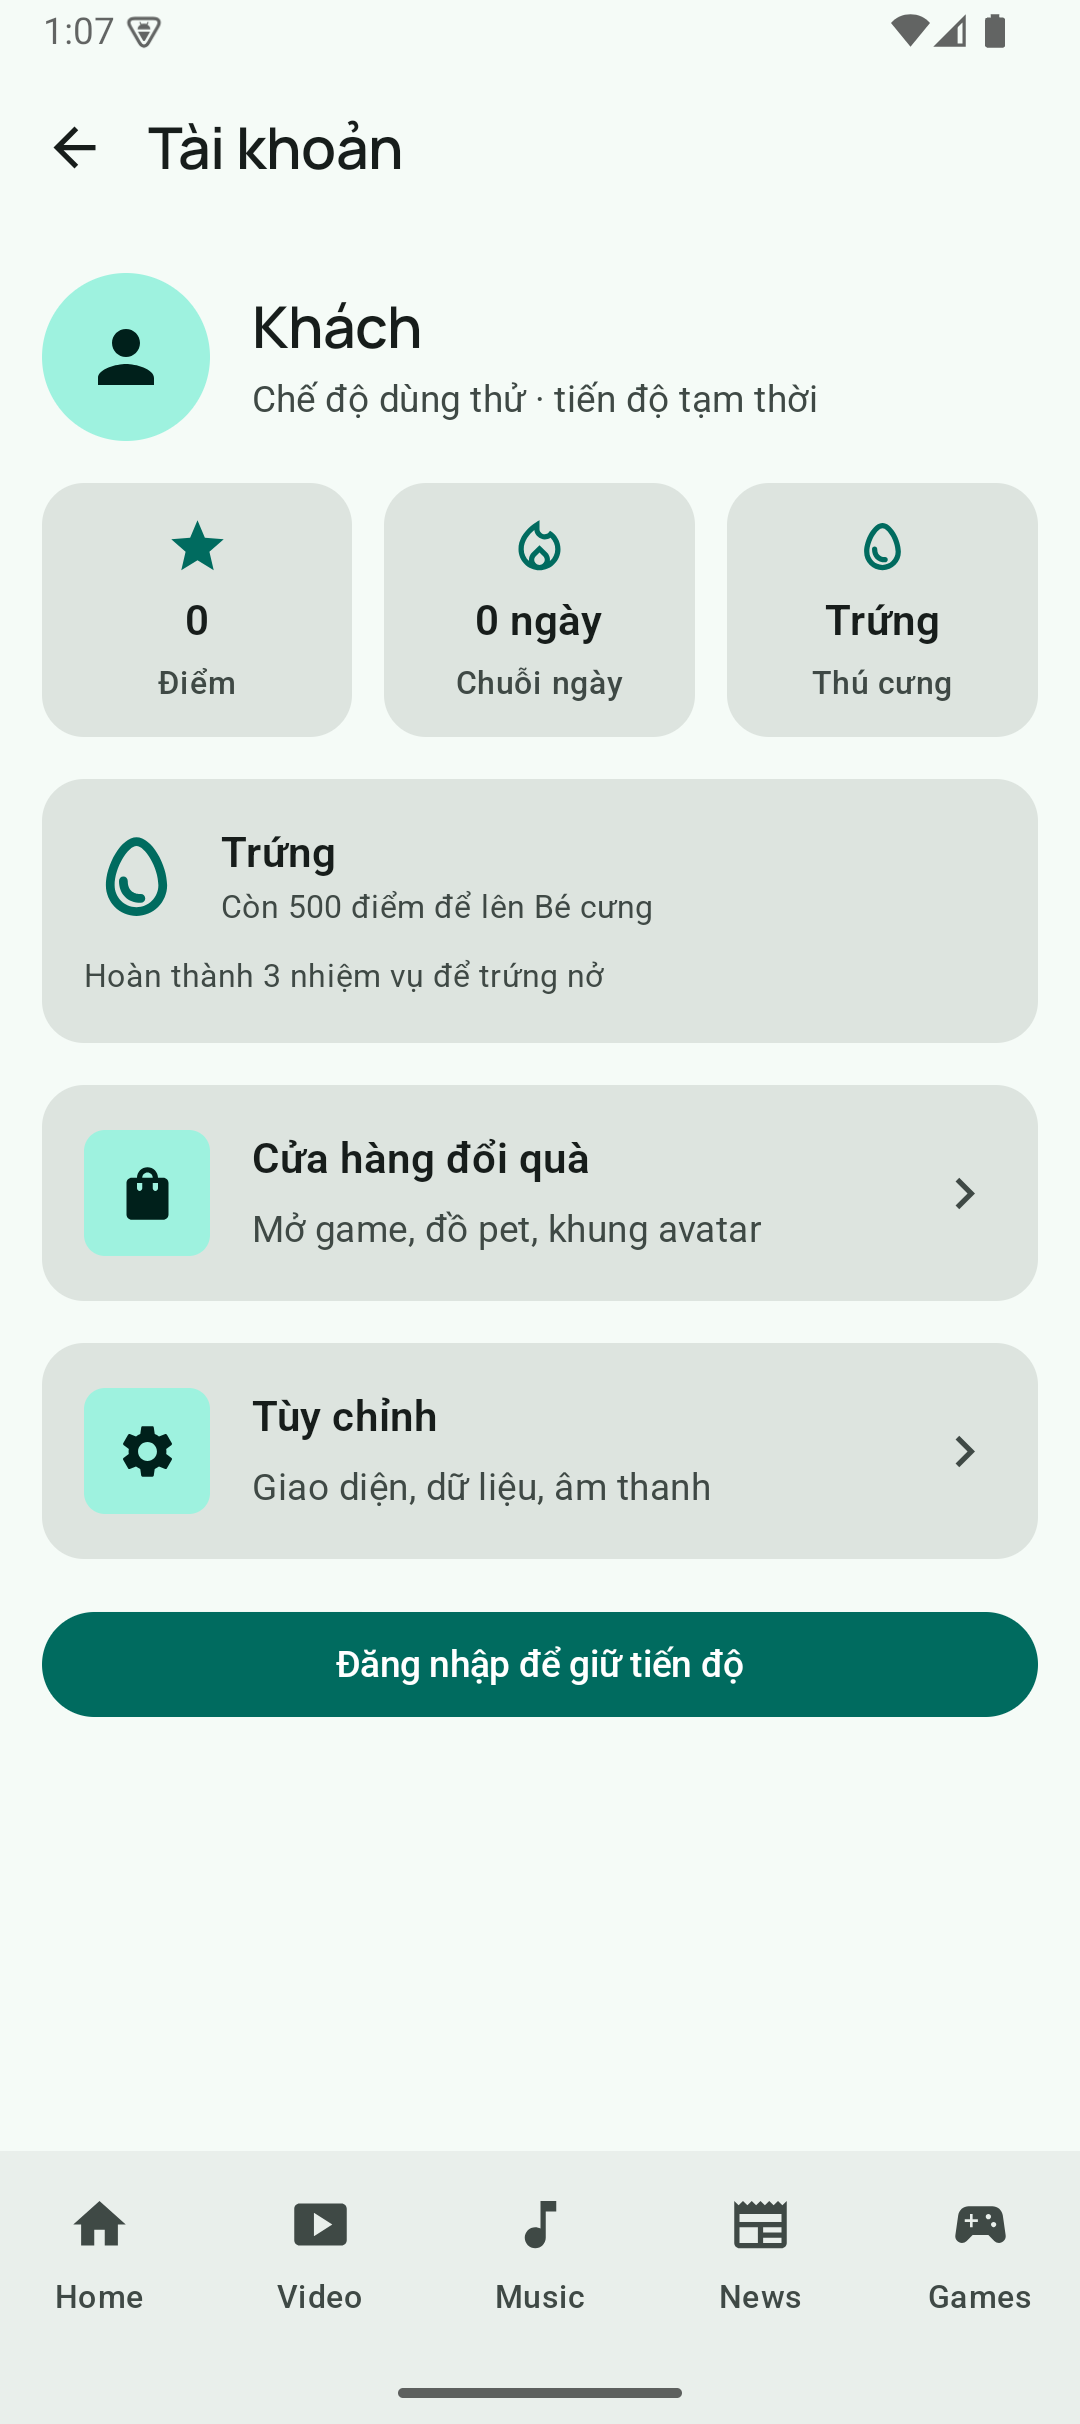 1:07
Tài khoản
Khách
Chế độ dùng thử · tiến độ tạm thời
0
Điểm
0 ngày
Chuỗi ngày
Trứng
Thú cưng
Trứng
Còn 500 điểm để lên Bé cưng
Hoàn thành 3 nhiệm vụ để trứng nở
Cửa hàng đổi quà
Mở game, đồ pet, khung avatar
Tùy chỉnh
Giao diện, dữ liệu, âm thanh
Đăng nhập để giữ tiến độ
Home
Video
Music
News
Games